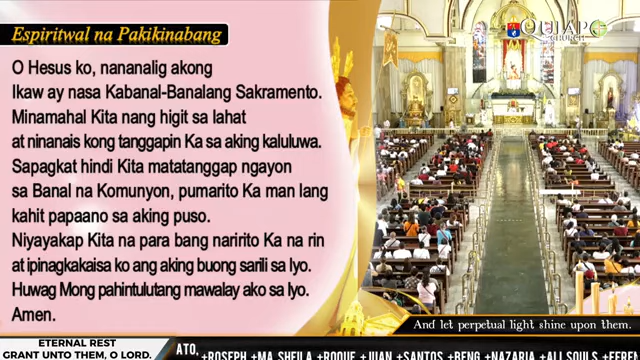 Espiritwal na Pakikinabang
QUIAPO
CHURCH
O Hesus ko, nananalig akong
Ikaw ay nasa Kabanal-Banalang Sakramento.
Minamahal Kita nang higit sa lahat
at ninanais kong tanggapin Ka sa aking kaluluwa.
Sapagkat hindi Kita matatanggap ngayon
sa Banal na Komunyon, pumarito Ka man lang
kahit papaano sa aking puso.
Niyayakap Kita na para bang naririto Ka na rin
at ipinagkakaisa ko ang aking buong sarili sa Iyo.
Huwag Mong pahintulutang mawalay ako sa Iyo.
Amen.
And let perpetual light shine upon them.
ETERNAL REST
GRANT UNTO THEM, O LORD.
ATO, +ROSEPH +MA SHEILA +ROQUE +JUAN +SANTOS +BENG +NAZARIA +ALL SOULS